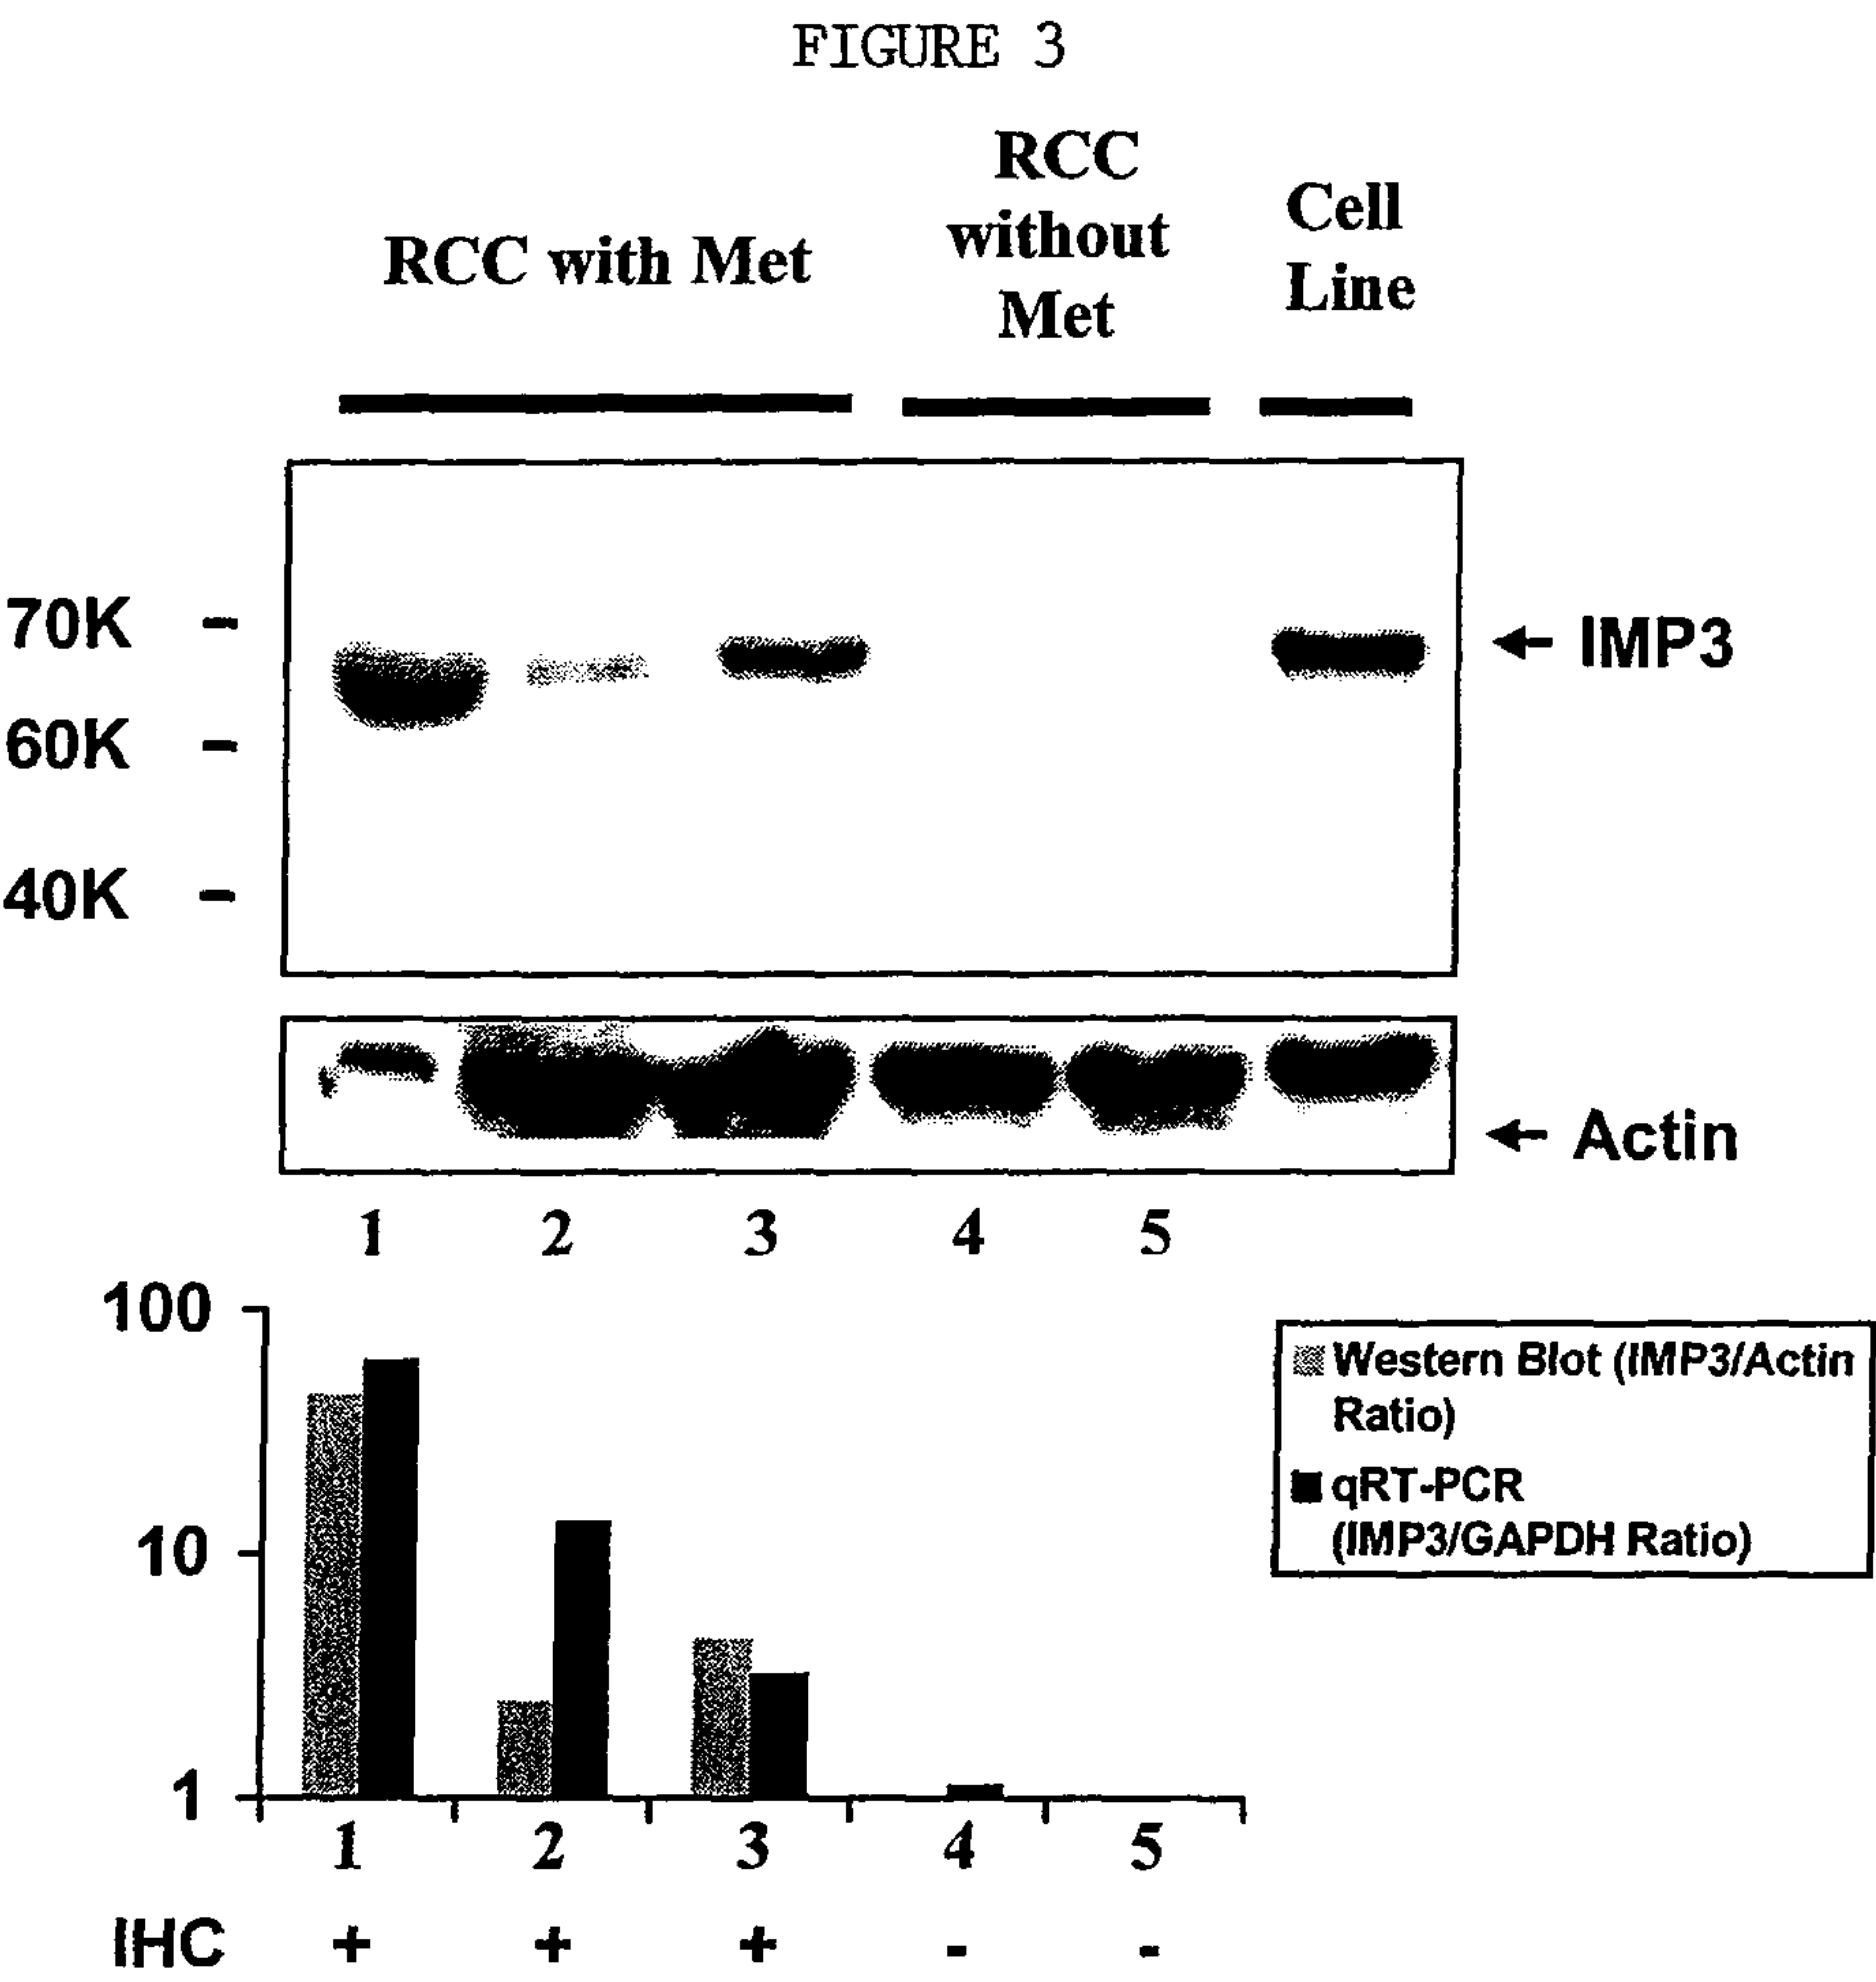 FIGURE 3
RCC with Met
RCC
without
Met
Cell
Line
70K -
60K -
40K -
IMP3
Actin
1 2 3 4 5
100
10
1
Western Blot (IMP3/Actin
Ratio)
qRT-PCR
(IMP3/GAPDH Ratio)
1 2 3 4 5
IHC + + + - -